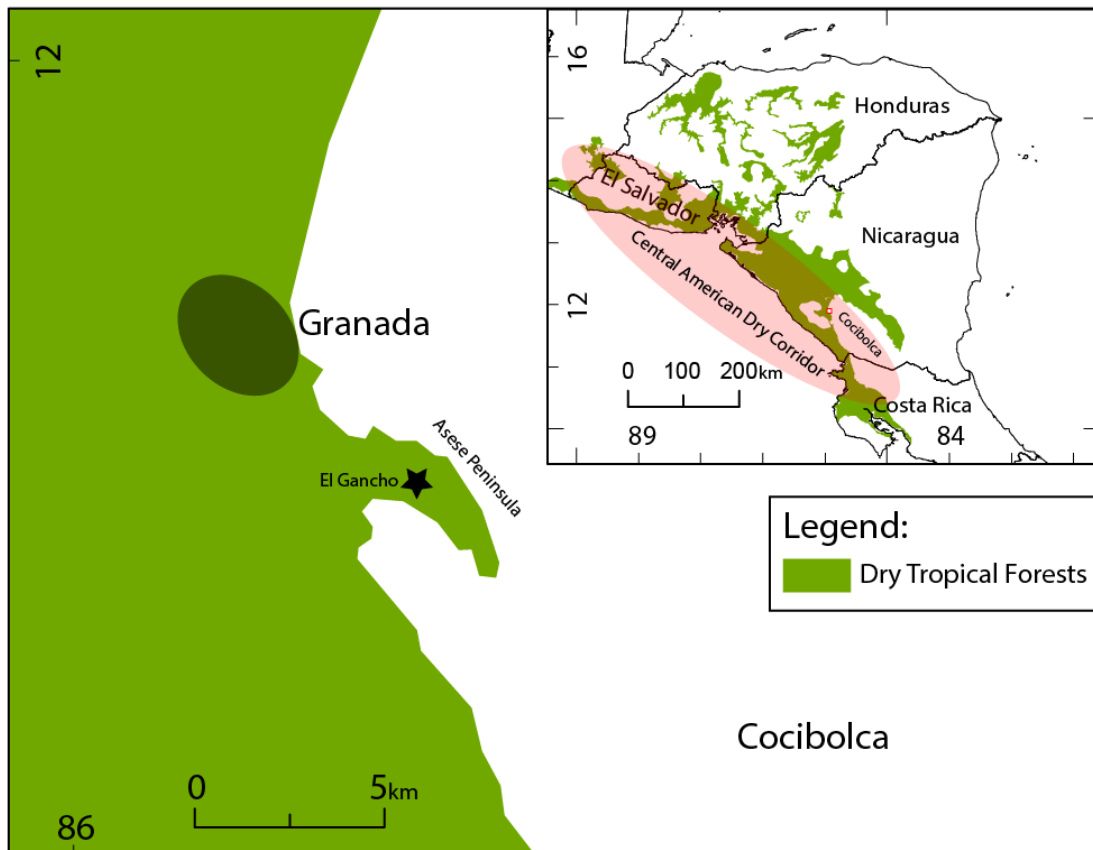 12
16
Honduras
El Salvador
Nicaragua
12
Central American Dry Corridor
Cocibolca
0 100 200km
Costa Rica
89
84
Granada
Asese Peninsula
El Gancho
Legend:
Dry Tropical Forests
Cocibolca
0 5km
86